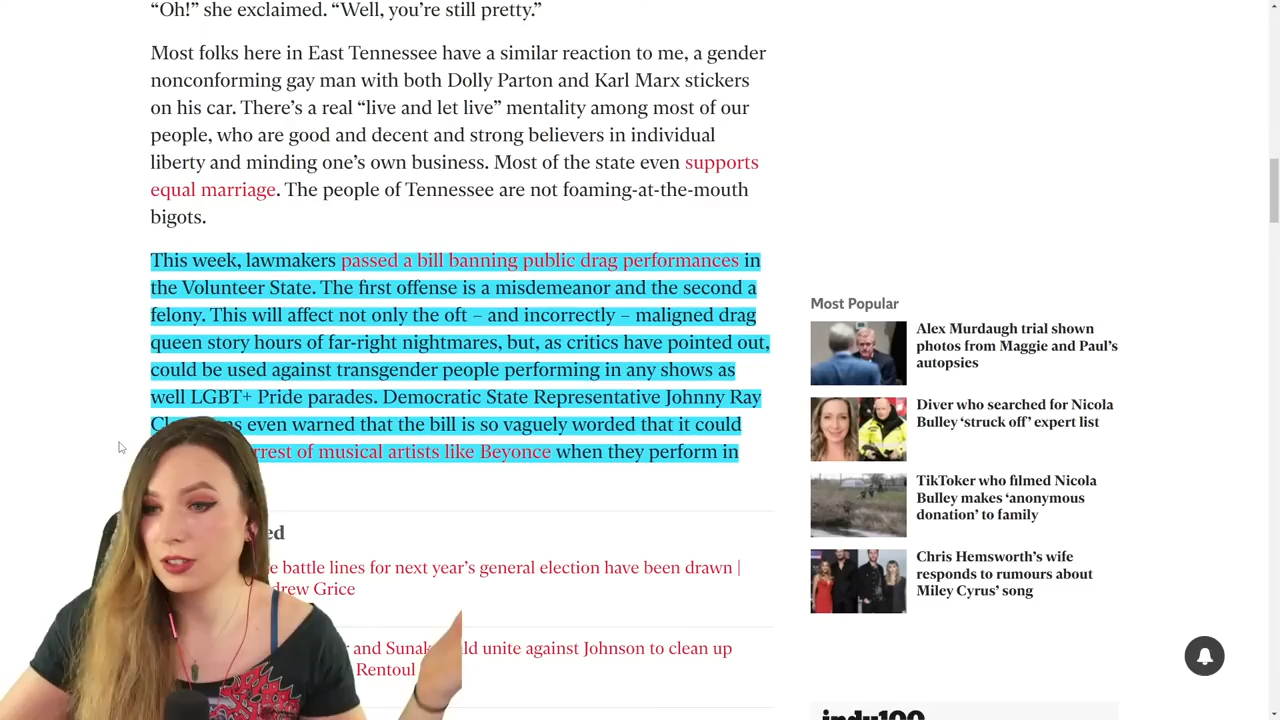 “Oh!” she exclaimed. “Well, you’re still pretty.”
Most folks here in East Tennessee have a similar reaction to me, a gender
nonconforming gay man with both Dolly Parton and Karl Marx stickers
on his car. There’s a real “live and let live” mentality among most of our
people, who are good and decent and strong believers in individual
liberty and minding one’s own business. Most of the state even supports
equal marriage. The people of Tennessee are not foaming-at-the-mouth
bigots.
This week, lawmakers passed a bill banning public drag performances in
the Volunteer State. The first offense is a misdemeanor and the second a
felony. This will affect not only the oft – and incorrectly – maligned drag
queen story hours of far-right nightmares, but, as critics have pointed out,
could be used against transgender people performing in any shows as
well LGBT+ Pride parades. Democratic State Representative Johnny Ray
even warned that the bill is so vaguely worded that it could
of musical artists like Beyonce when they perform in
battle lines for next year’s general election have been drawn |
Grice
and unite against Johnson to clean up
Rentoul
Most Popular
Alex Murdaugh trial shown
photos from Maggie and Paul’s
autopsies
Diver who searched for Nicola
Bulley ‘struck off’ expert list
TikToker who filmed Nicola
Bulley makes ‘anonymous
donation’ to family
Chris Hemsworth’s wife
responds to rumours about
Miley Cyrus’ song
indy100